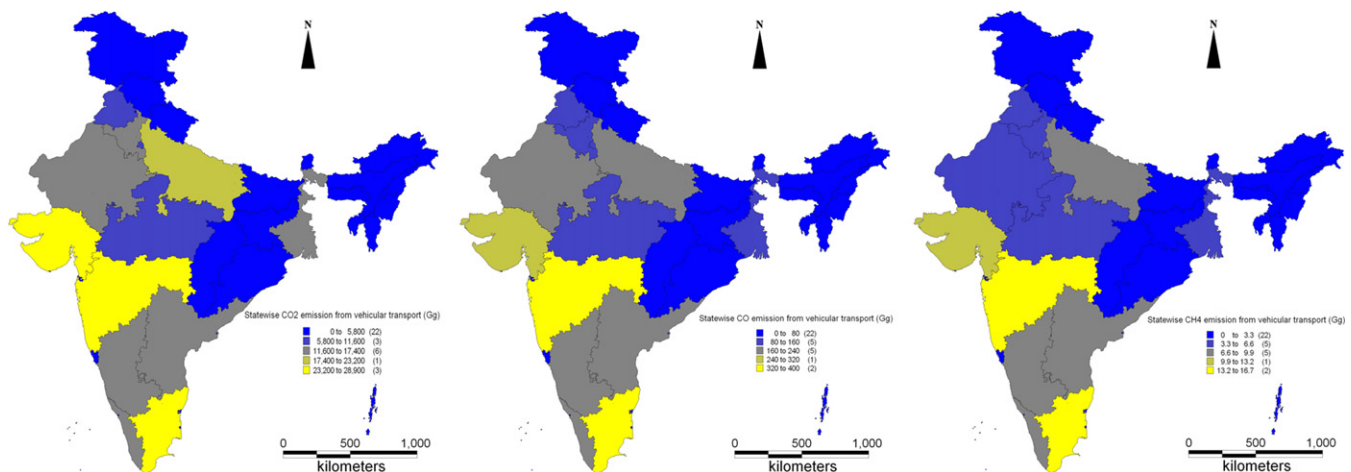 N
Statewise CO2 emission from vehicular transport (Gg)
0 to 5,800 (22)
5,800 to 11,600 (3)
11,600 to 17,400 (6)
17,400 to 23,200 (1)
23,200 to 28,900 (3)
0 500 1,000
kilometers
N
Statewise CO emission from vehicular transport (Gg)
0 to 80 (22)
80 to 160 (5)
160 to 240 (5)
240 to 320 (1)
320 to 400 (2)
0 500 1,000
kilometers
N
Statewise CH4 emission from vehicular transport (Gg)
0 to 3.3 (22)
3.3 to 6.6 (5)
6.6 to 9.9 (5)
9.9 to 13.2 (1)
13.2 to 16.7 (2)
0 500 1,000
kilometers